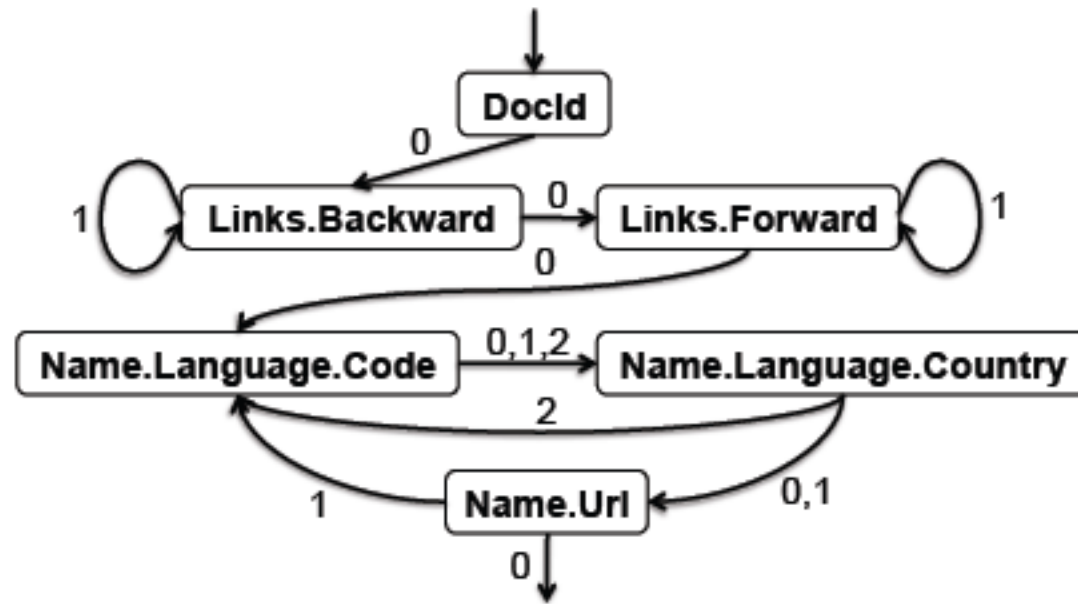 DocId
0
1 Links.Backward 0 Links.Forward 1
0
Name.Language.Code 0,1,2 Name.Language.Country
2
1 Name.Url 0,1
0